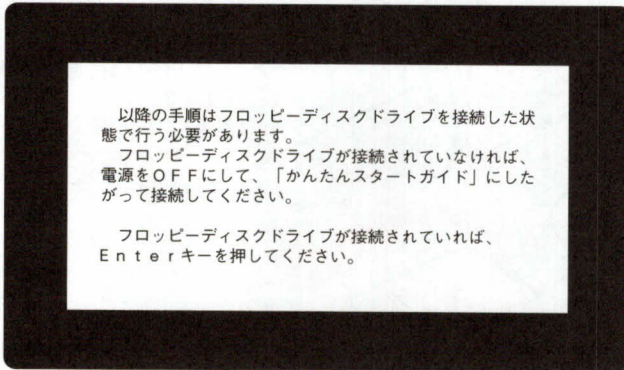 以降の手順はフロッピーディスクドライブを接続した状
態で行う必要があります。
　フロッピーディスクドライブが接続されていなければ、
電源をＯＦＦにして、「かんたんスタートガイド」にした
がって接続してください。
　フロッピーディスクドライブが接続されていれば、
Ｅｎｔｅｒキーを押してください。